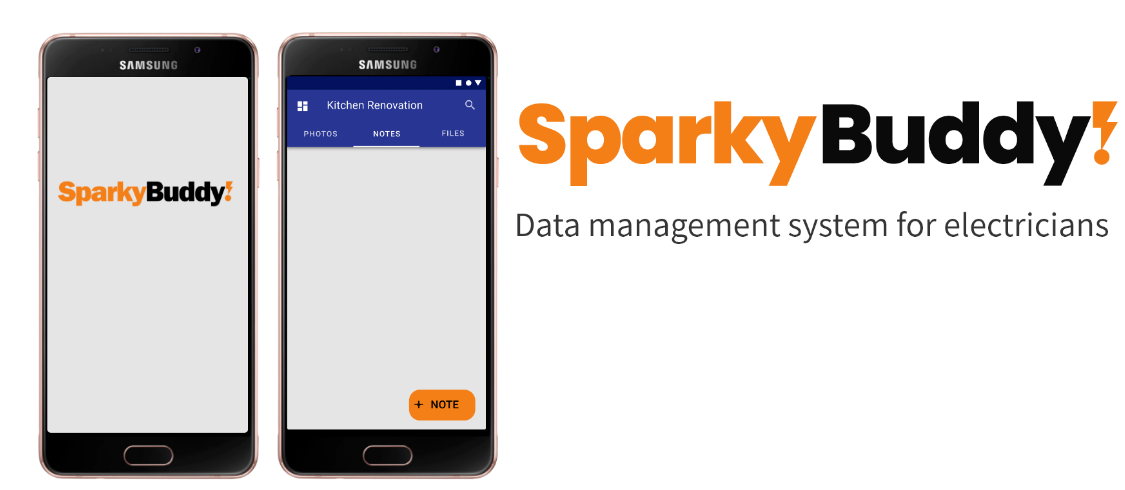 SAMSUNG
SparkyBuddy!
SAMSUNG
Kitchen Renovation
PHOTOS NOTES FILES
+ NOTE
SparkyBuddy!
Data management system for electricians